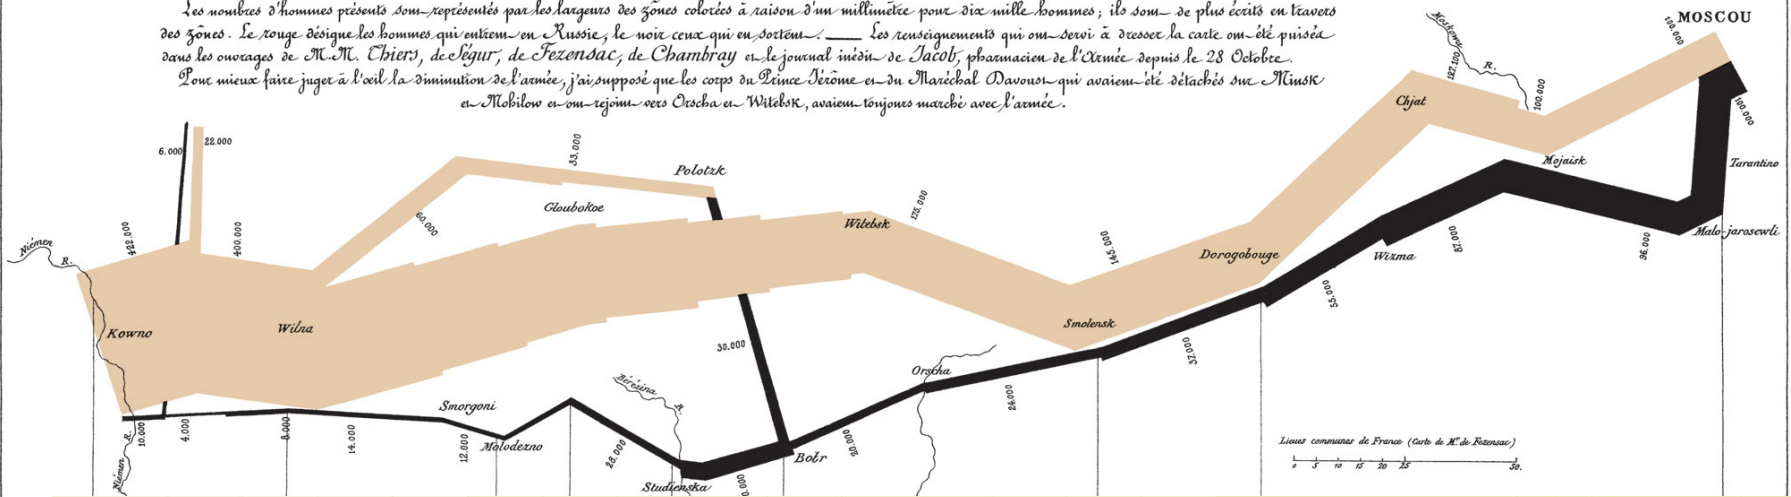 Les nombres d'hommes présents sont représentés par les largeurs des zônes colorées à raison d'un millimètre pour dix mille hommes; ils sont de plus écrits en travers
des zônes. Le rouge désigne les hommes qui entrent en Russie, le noir ceux qui en sortent. — Les renseignements qui ont servi à dresser la carte ont été puisés
dans les ouvrages de M.M. Thiers, de Ségur, de Fezensac, de Chambray et le journal inédit de Jacob, pharmacien de l'Armée depuis le 28 Octobre.
Pour mieux faire juger à l'œil la diminution de l'armée, j'ai supposé que les corps du Prince Jérôme et du Maréchal Davoust qui avaient été détachés sur Minsk
et Mohilow et ont rejoint vers Orscha et Witebsk, avaient toujours marché avec l'armée.
MOSCOU
100.000
Moskowa
R.
127.100
100.000
Chjat
Mojaisk
100.000
Tarantino
Malo-jarosewli
6.000
22.000
33.000
Polotzk
Gloubokoe
60.000
Witebsk
175.000
422.000
400.000
Niémen
R.
145.000
Dorogobouge
Wizma
87.000
96.000
55.000
Kowno
Wilna
Smolensk
37.000
30.000
Orscha
24.000
Bérézina
R.
Smorgoni
Molodezno
10.000
4.000
8.000
14.000
12.000
28.000
20.000
Bobr
Studienska
Niémen
R.
Lieues communes de France (Carte de M. de Fezensac)
0 5 10 15 20 25 50.